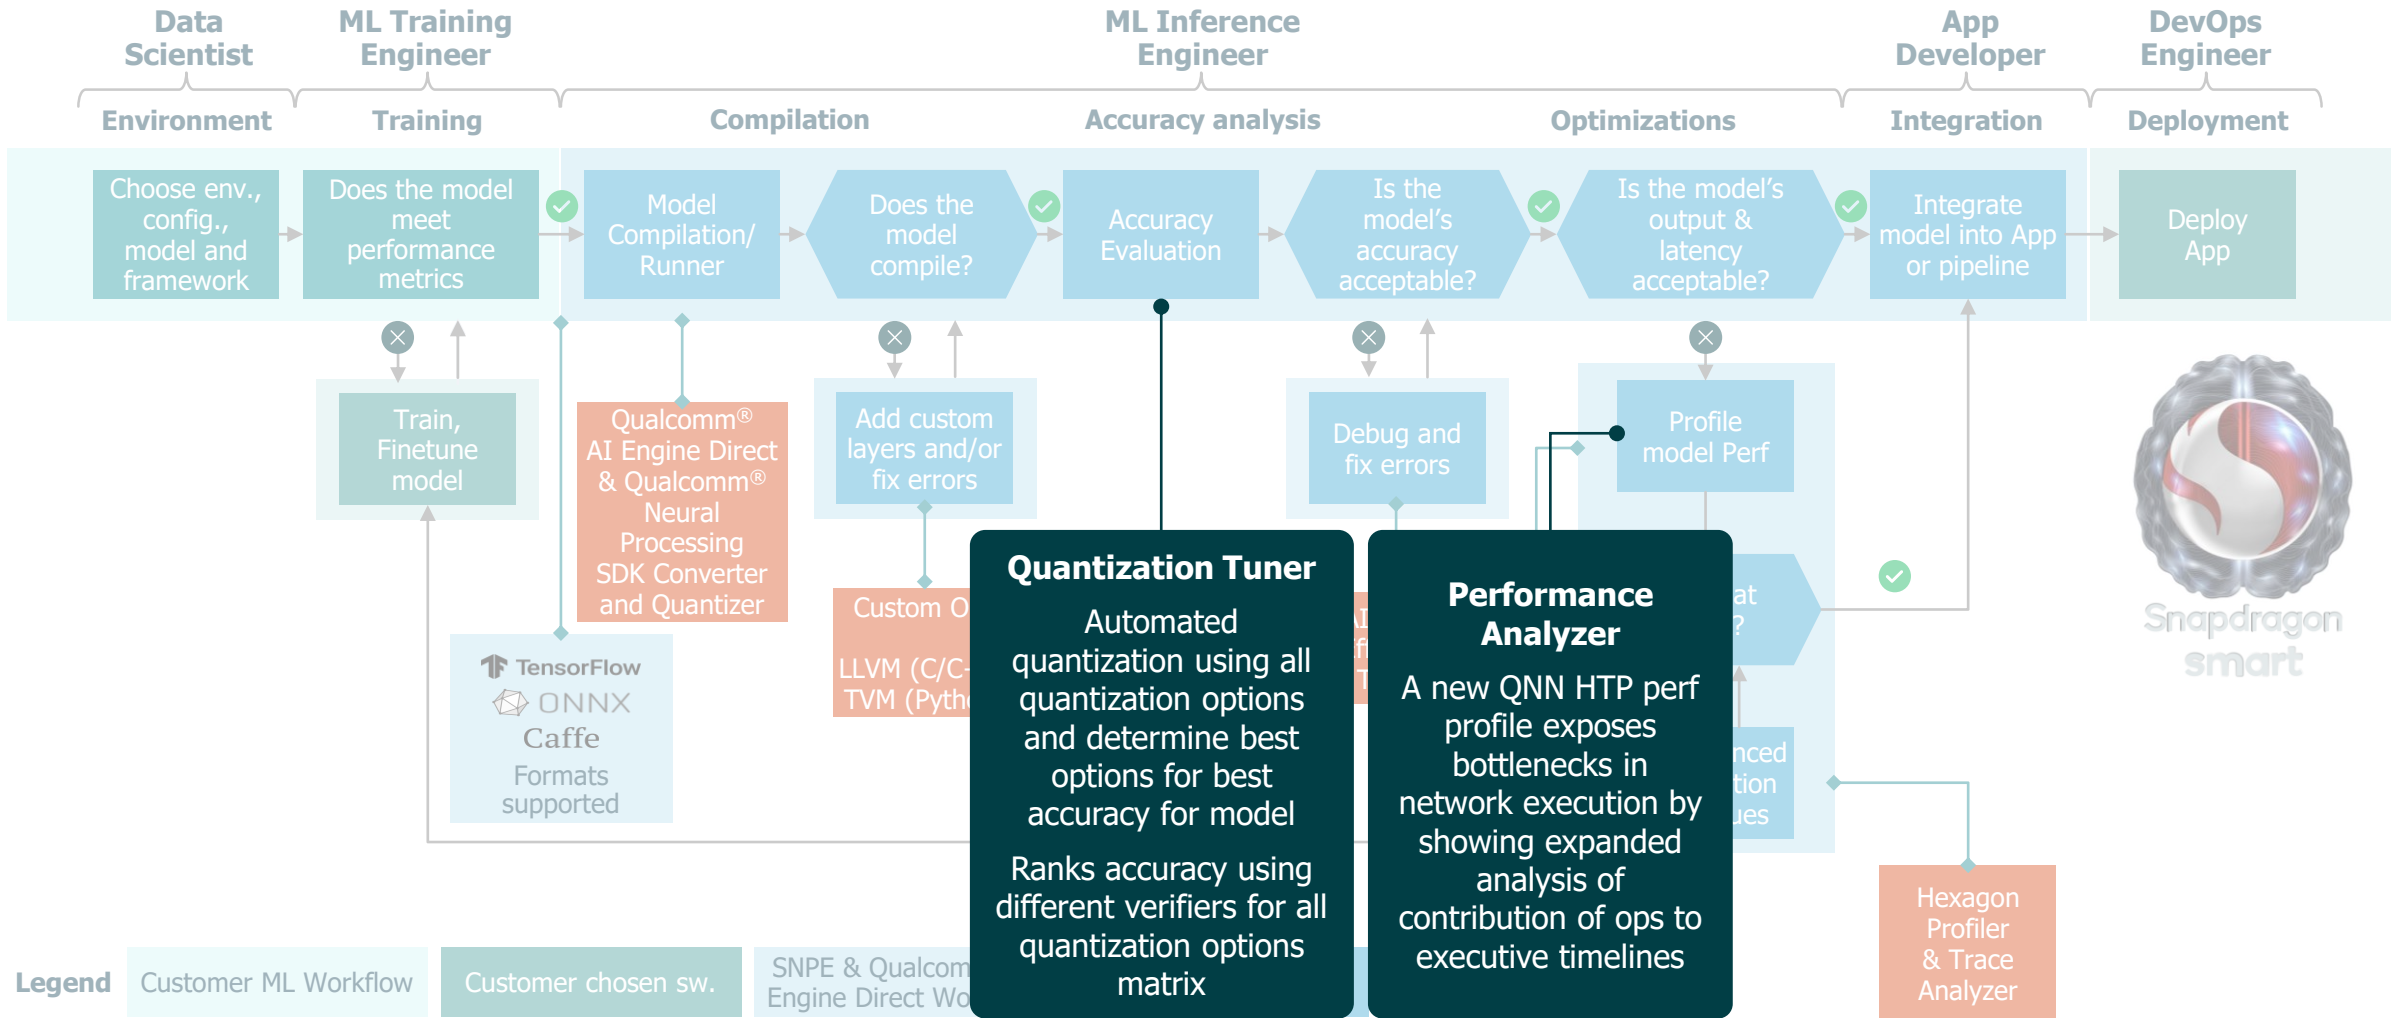 Data
Scientist
ML Training
Engineer
ML Inference
Engineer
App
Developer
DevOps
Engineer
Environment
Training
Compilation
Accuracy analysis
Optimizations
Integration
Deployment
Choose env.,
config.,
model and
framework
Does the model
meet
performance
metrics
Model
Compilation/
Runner
Does the
model
compile?
Accuracy
Evaluation
Is the
model’s
accuracy
acceptable?
Is the model’s
output &
latency
acceptable?
Integrate
model into App
or pipeline
Deploy
App
Train,
Finetune
model
Qualcomm®
AI Engine Direct
& Qualcomm®
Neural
Processing
SDK Converter
and Quantizer
Add custom
layers and/or
fix errors
Debug and
fix errors
Profile
model Perf
TensorFlow
ONNX
Caffe
Formats
supported
Custom
LLVM
Quantization Tuner
Automated
quantization using all
quantization options
and determine best
options for best
accuracy for model
Ranks accuracy using
different verifiers for all
quantization options
matrix
Performance
Analyzer
A new QNN HTP perf
profile exposes
bottlenecks in
network execution by
showing expanded
analysis of
contribution of ops to
executive timelines
Snapdragon
smart
Hexagon
Profiler
& Trace
Analyzer
Legend
Customer ML Workflow
Customer chosen sw.
SNPE &
Engine Direct